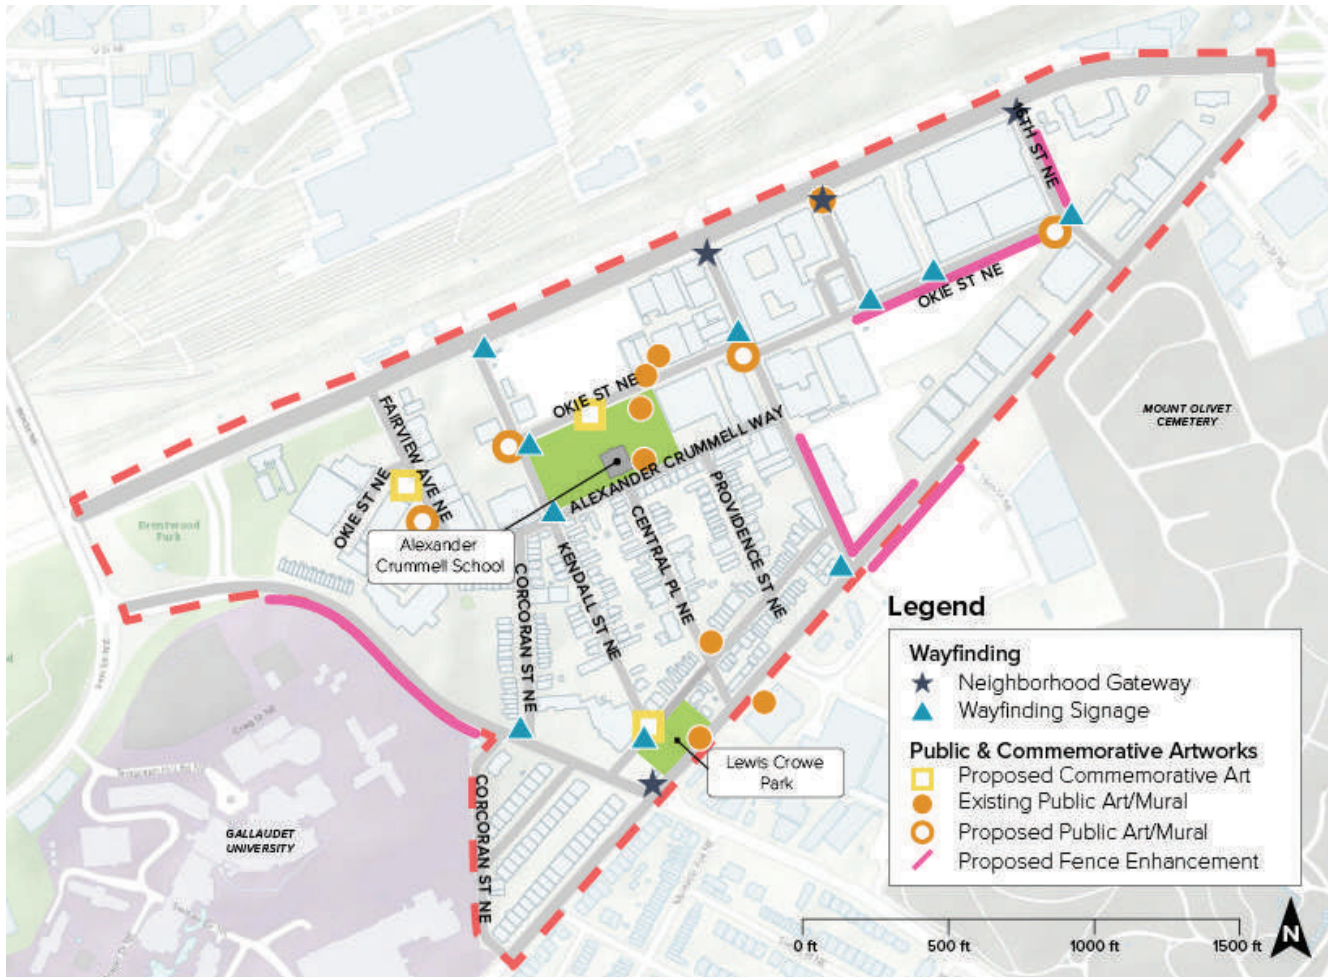 16TH ST NE
OKIE ST NE
MOUNT OLIVET
CEMETERY
OKIE ST NE
FAIRVIEW AVE NE
ALEXANDER CRUMMELL WAY
OKIE ST NE
Brentwood
Park
PROVIDENCE ST NE
CENTRAL PL NE
KENDALL ST NE
CORCORAN ST NE
Alexander
Crummell School
Lewis Crowe
Park
CORCORAN ST NE
GALLAUDET
UNIVERSITY
Legend
Wayfinding
Neighborhood Gateway
Wayfinding Signage
Public & Commemorative Artworks
Proposed Commemorative Art
Existing Public Art/Mural
Proposed Public Art/Mural
Proposed Fence Enhancement
0 ft
500 ft
1000 ft
1500 ft
N